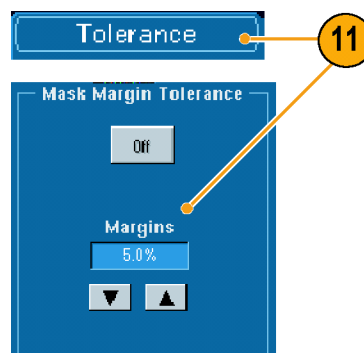 Tolerance
11
Mask Margin Tolerance
Off
Margins
5.0%